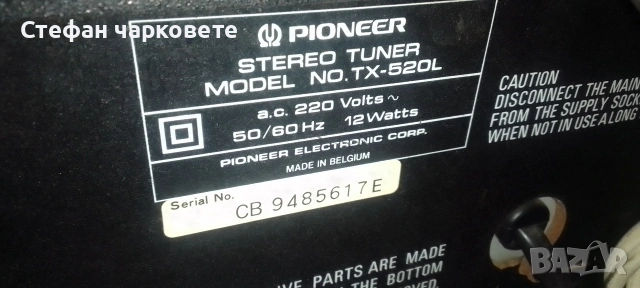 Стефан чарковете
PIONEER
STEREO TUNER
MODEL NO. TX-520L
a.c. 220 Volts ~
50/60 Hz 12 Watts
PIONEER ELECTRONIC CORP.
MADE IN BELGIUM
Serial No.
CB 9485617E
CAUTION
DISCONNECT THE MAIN
FROM THE SUPPLY SOC
WHEN NOT IN USE A LONG
PARTS ARE MADE
THE BOTTOM
BAZAR